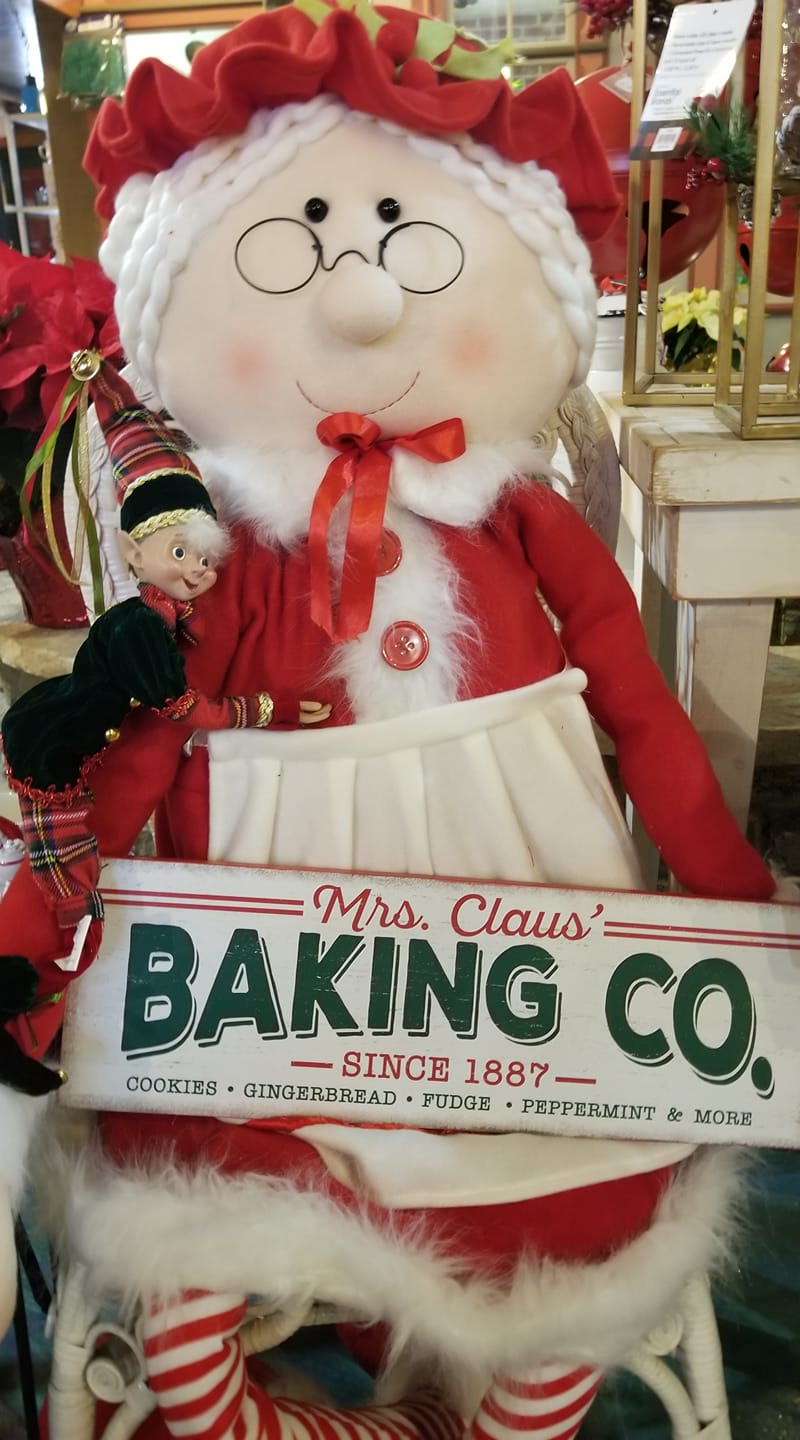 Mrs. Claus'
BAKING CO.
SINCE 1887
COOKIES • GINGERBREAD • FUDGE • PEPPERMINT & MORE